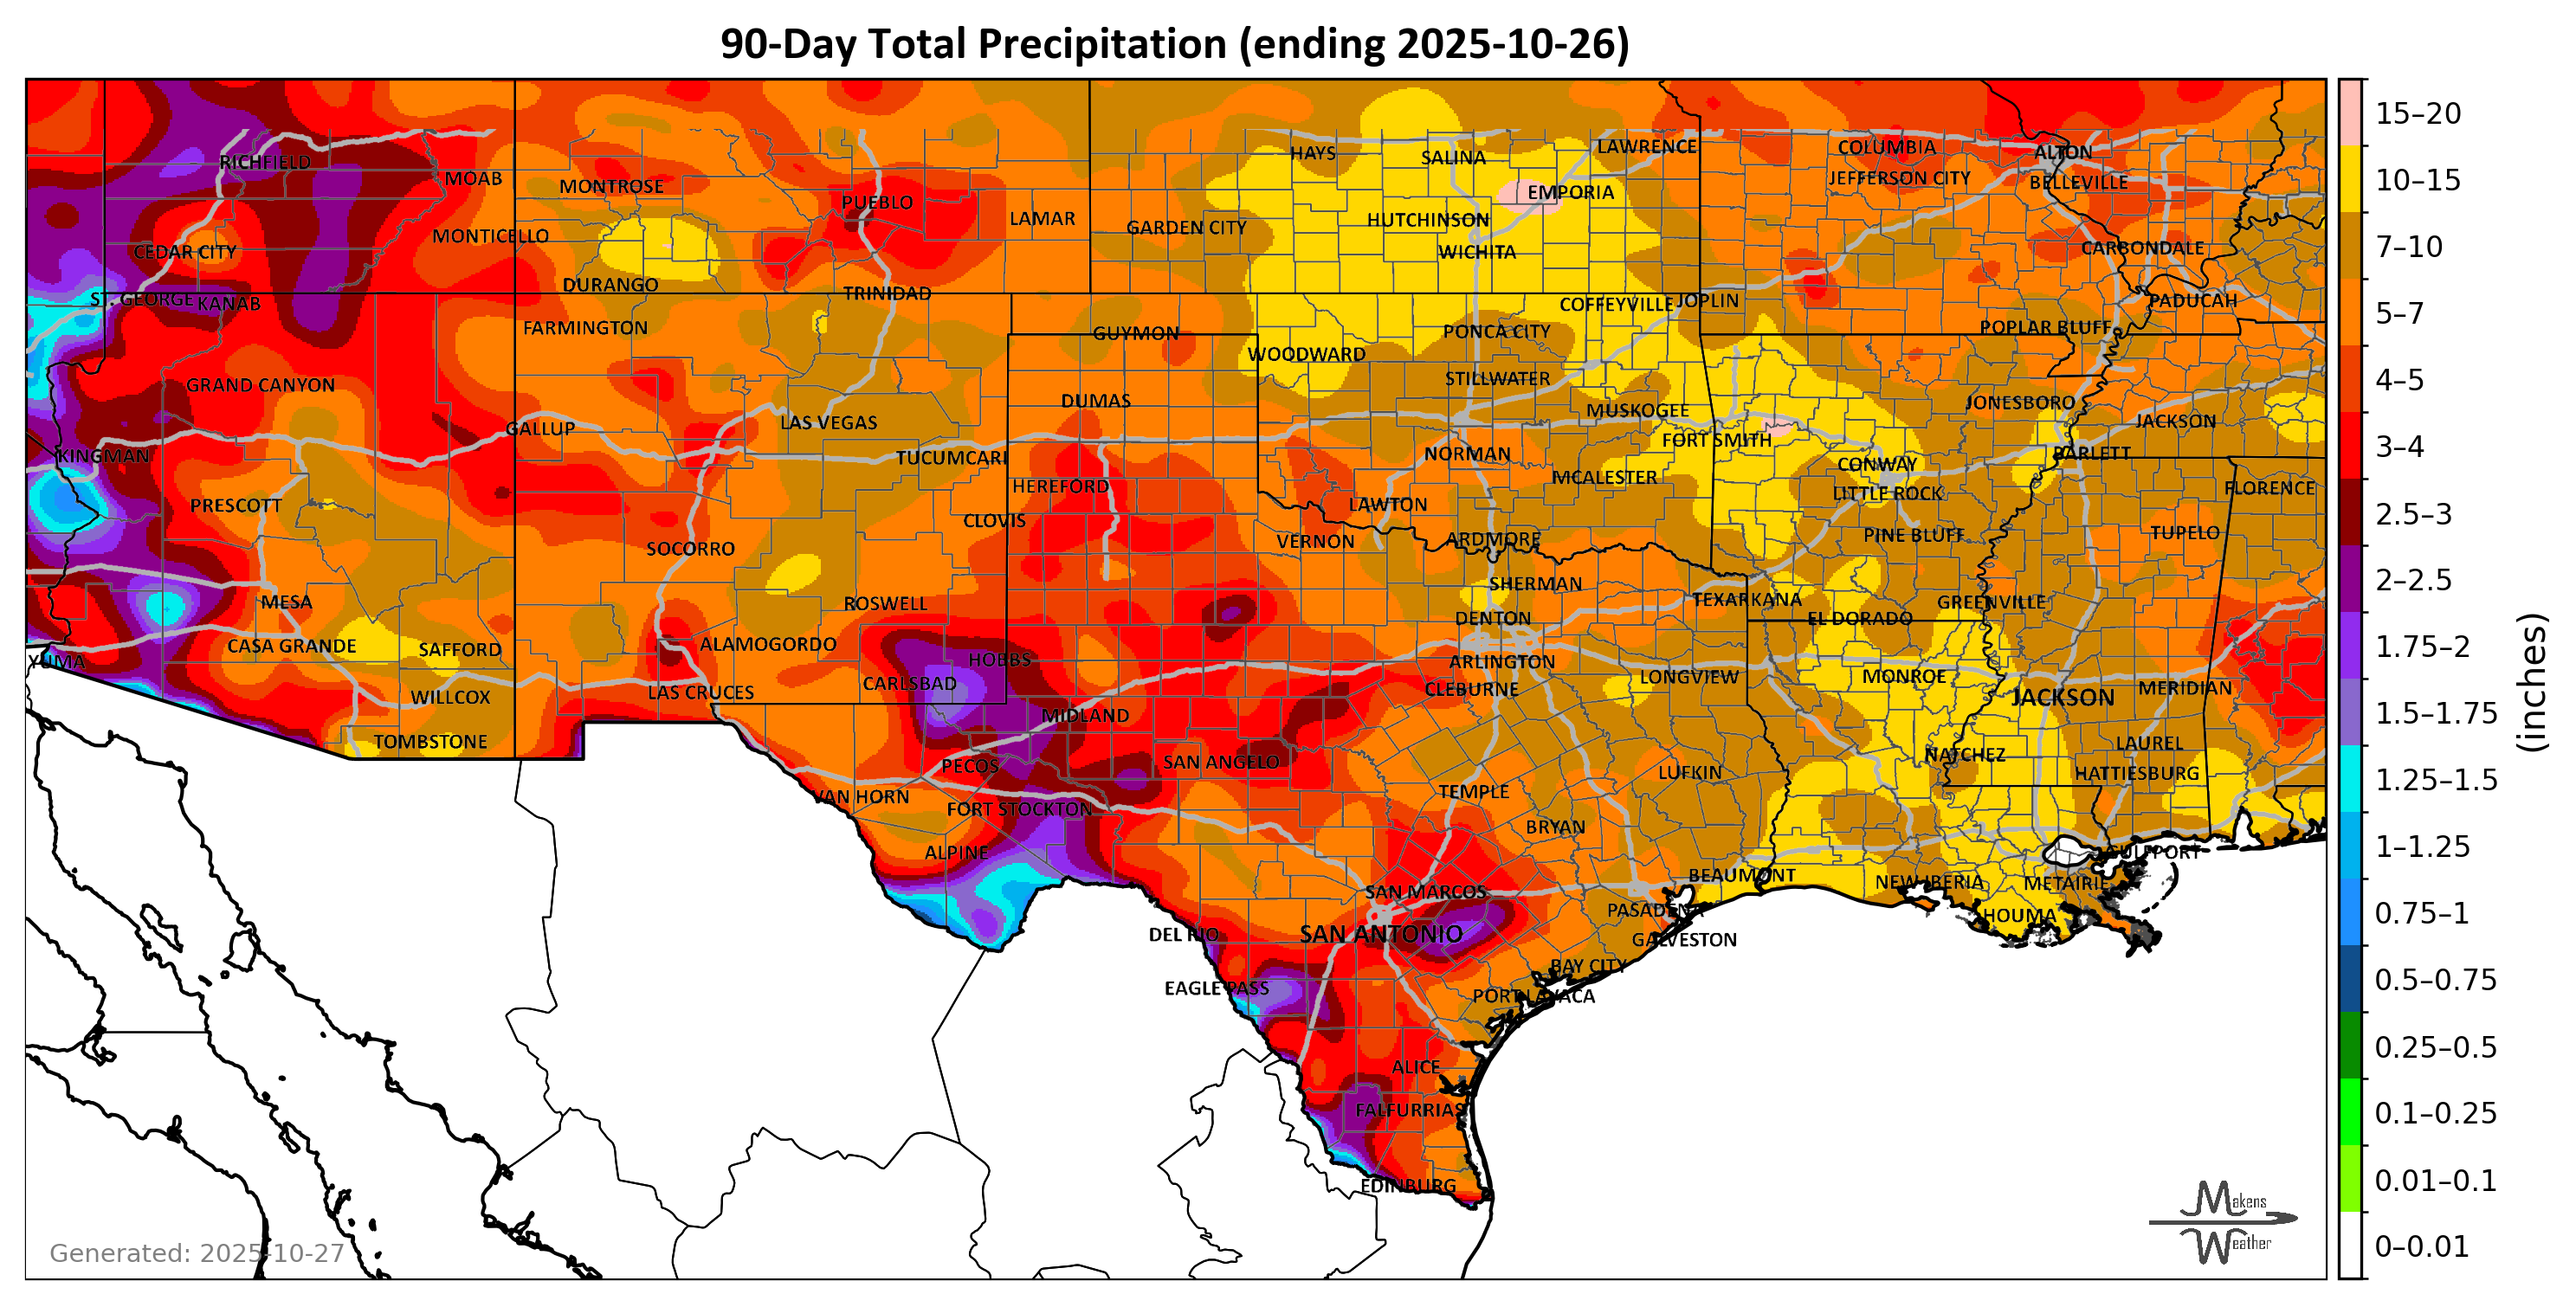 90-Day Total Precipitation (ending 2025-10-26)
RICHFIELD
MOAB
MONTROSE
PUEBLO
LAMAR
HAYS
SALINA
LAWRENCE
COLUMBIA
ALTON
JEFFERSON CITY
BELLEVILLE
EMPORIA
HUTCHINSON
GARDEN CITY
WICHITA
MONTICELLO
CEDAR CITY
CARBONDALE
DURANGO
TRINIDAD
ST. GEORGE
KANAB
COFFEYVILLE
JOPLIN
PADUCAH
FARMINGTON
GUYMON
PONCA CITY
POPLAR BLUFF
WOODWARD
GRAND CANYON
STILLWATER
DUMAS
MUSKOGEE
JONESBORO
JACKSON
GALLUP
LAS VEGAS
FORT SMITH
KINGMAN
TUCUMCARI
NORMAN
CONWAY
BARLETT
HEREFORD
MCALESTER
LITTLE ROCK
FLORENCE
PRESCOTT
LAWTON
CLOVIS
SOCORRO
VERNON
ARDMORE
PINE BLUFF
TUPELO
SHERMAN
MESA
ROSWELL
TEXARKANA
GREENVILLE
DENTON
EL DORADO
CASA GRANDE
SAFFORD
ALAMOGORDO
YUMA
HOBBS
ARLINGTON
CARLSBAD
LAS CRUCES
WILLCOX
CLEBURNE
LONGVIEW
MONROE
JACKSON
MERIDIAN
MIDLAND
TOMBSTONE
PECOS
SAN ANGELO
NATCHEZ
LAUREL
HATTIESBURG
LUFKIN
VAN HORN
FORT STOCKTON
TEMPLE
BRYAN
ALPINE
GULFPORT
SAN MARCOS
BEAUMONT
NEW IBERIA
METAIRIE
PASADENA
HOUMA
DEL RIO
SAN ANTONIO
GALVESTON
BAY CITY
EAGLE PASS
PORT LAVACA
ALICE
FALFURRIAS
EDINBURG
Generated: 2025-10-27
Makens
Weather
15–20
10–15
7–10
5–7
4–5
3–4
2.5–3
2–2.5
1.75–2
1.5–1.75
1.25–1.5
1–1.25
0.75–1
0.5–0.75
0.25–0.5
0.1–0.25
0.01–0.1
0–0.01
(inches)